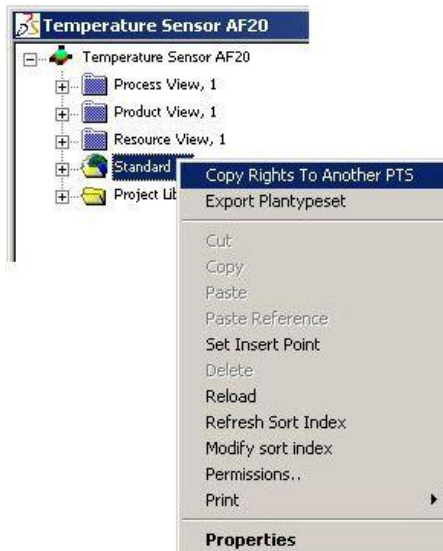 Temperature Sensor AF20
Temperature Sensor AF20
Process View, 1
Product View, 1
Resource View, 1
Standard
Project Lib
Copy Rights To Another PTS
Export Plantypeset
Cut
Copy
Paste
Paste Reference
Set Insert Point
Delete
Reload
Refresh Sort Index
Modify sort index
Permissions..
Print
Properties